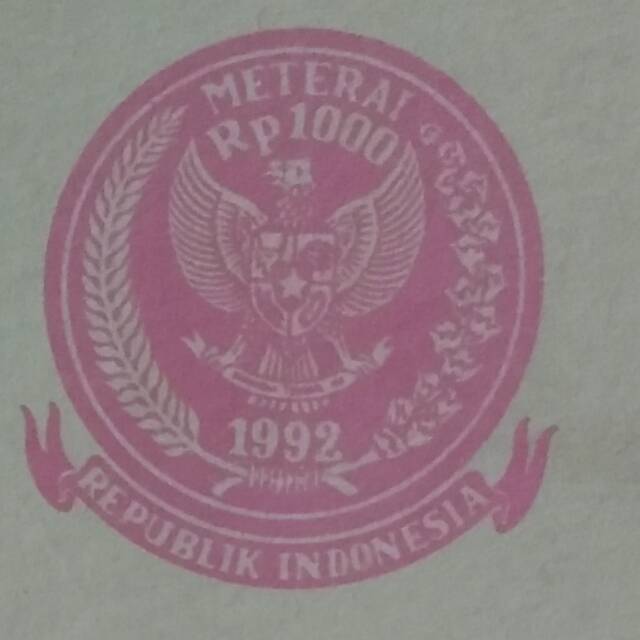 METERAI
Rp1000
1992
REPUBLIK INDONESIA